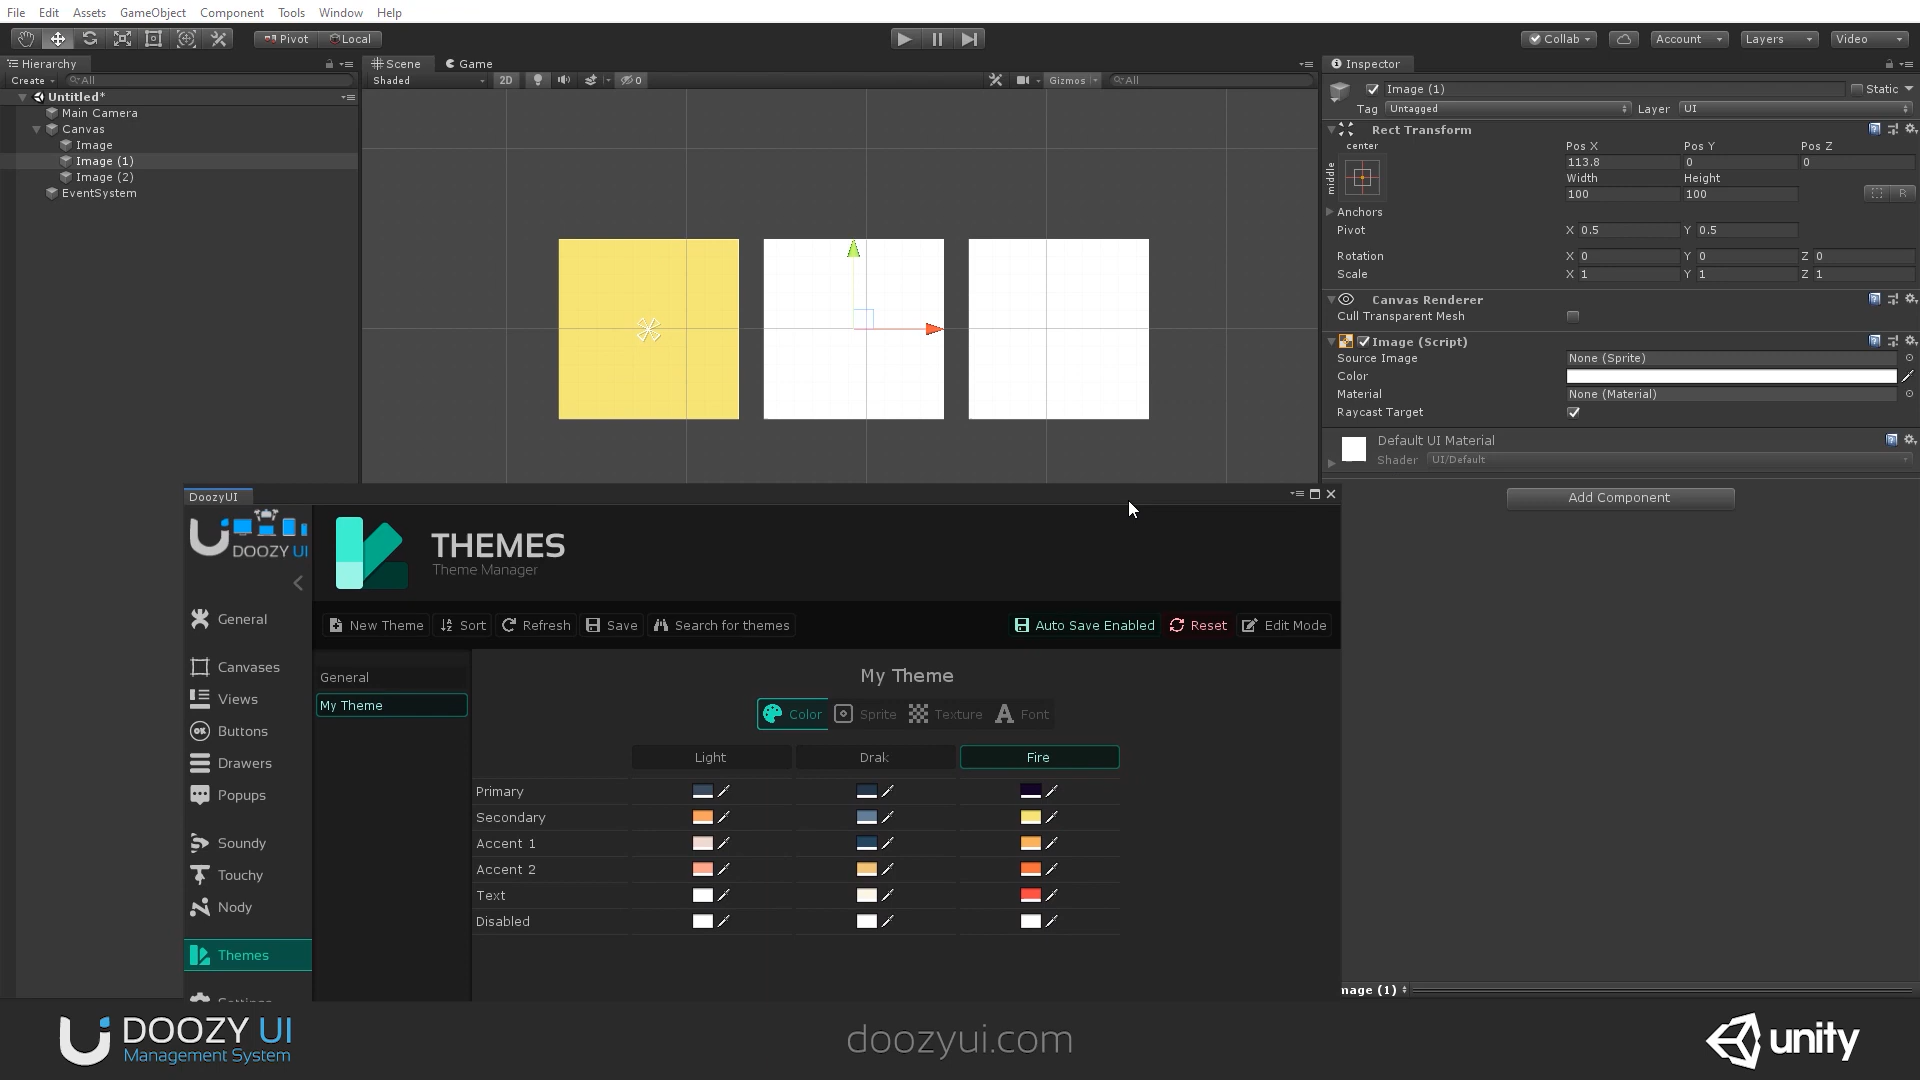 File Edit Assets GameObject Component Tools Window Help
Pivot Local
Collab Account Layers Video
Hierarchy
Create All
Untitled*
Main Camera
Canvas
Image
Image (1)
Image (2)
EventSystem
Scene Game
Shaded 2D 0 Gizmos All
Inspector
Image (1) Static
Tag Untagged Layer UI
Rect Transform
center
middle
Pos X Pos Y Pos Z
113.8 0 0
Width Height
100 100
R
Anchors
Pivot X 0.5 Y 0.5
Rotation X 0 Y 0 Z 0
Scale X 1 Y 1 Z 1
Canvas Renderer
Cull Transparent Mesh
Image (Script)
Source Image None (Sprite)
Color
Material None (Material)
Raycast Target
Default UI Material
Shader UI/Default
Add Component
DoozyUI
DOOZY UI
THEMES
Theme Manager
General
Canvases
Views
OK Buttons
Drawers
Popups
Soundy
Touchy
Nody
Themes
New Theme Sort Refresh Save Search for themes Auto Save Enabled Reset Edit Mode
General
My Theme
My Theme
Color Sprite Texture Font
Light Drak Fire
Primary
Secondary
Accent 1
Accent 2
Text
Disabled
mage (1)
DOOZY UI
Management System
doozyui.com
unity